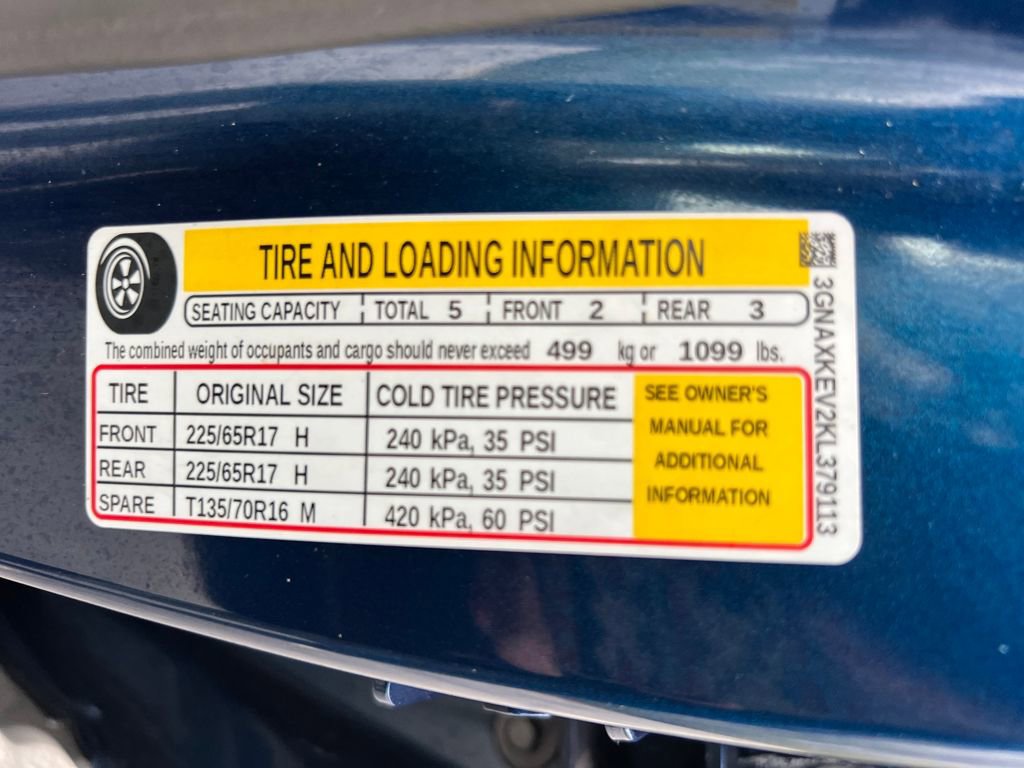 TIRE AND LOADING INFORMATION
SEATING CAPACITY TOTAL 5 FRONT 2 REAR 3
The combined weight of occupants and cargo should never exceed 499 kg or 1099 lbs.
TIRE ORIGINAL SIZE COLD TIRE PRESSURE
FRONT 225/65R17 H 240 kPa, 35 PSI
REAR 225/65R17 H 240 kPa, 35 PSI
SPARE T135/70R16 M 420 kPa, 60 PSI
SEE OWNER'S
MANUAL FOR
ADDITIONAL
INFORMATION
3GNAXKEV2KL379113